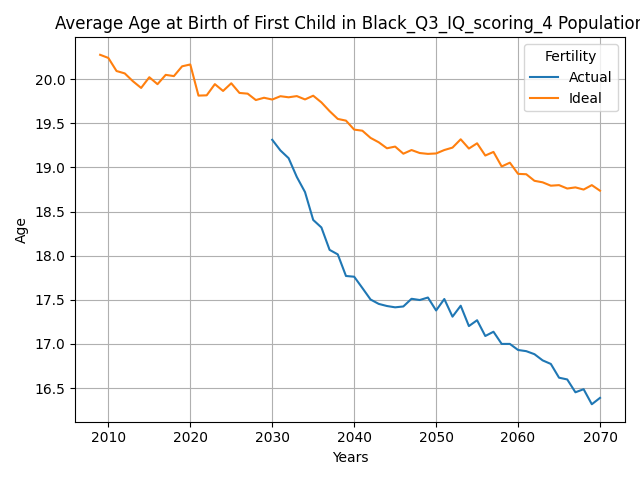 Average Age at Birth of First Child in Black_Q3_IQ_scoring_4 Population
Fertility
Actual
Ideal
Age
20.0
19.5
19.0
18.5
18.0
17.5
17.0
16.5
2010 2020 2030 2040 2050 2060 2070
Years